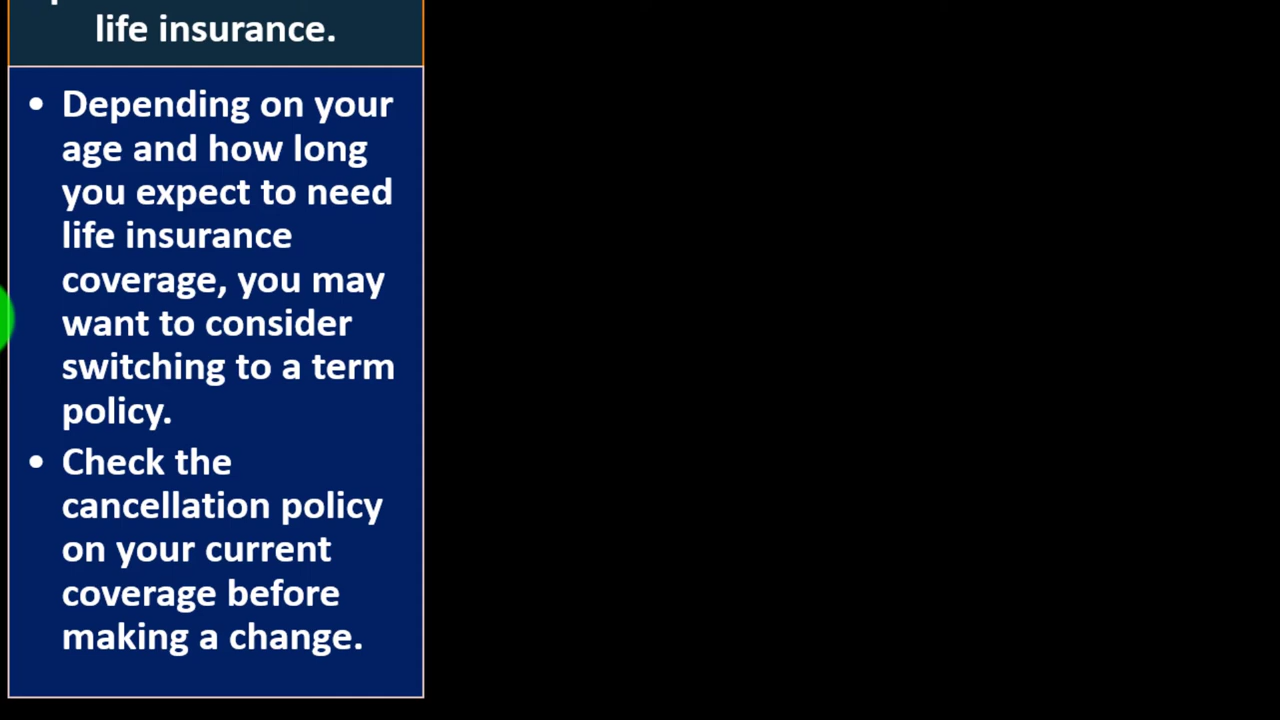 life insurance.
• Depending on your
age and how long
you expect to need
life insurance
coverage, you may
want to consider
switching to a term
policy.
• Check the
cancellation policy
on your current
coverage before
making a change.